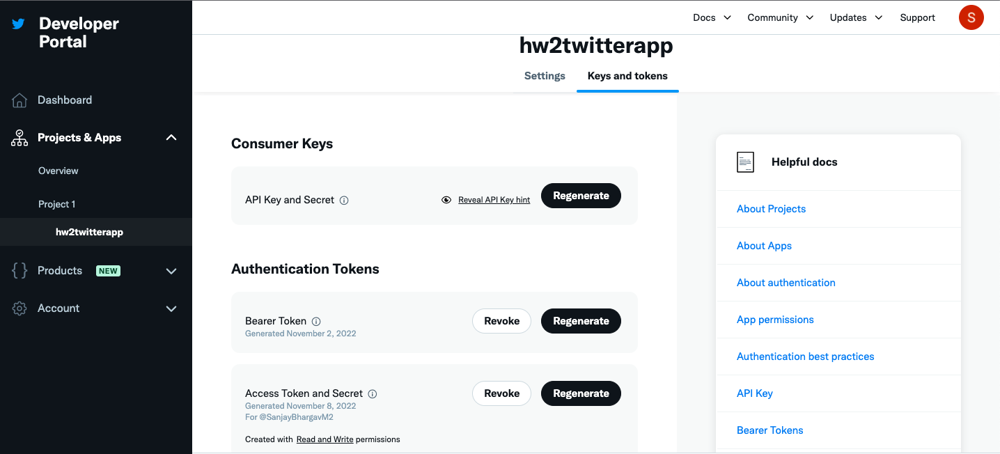 Developer
Portal
Dashboard
Projects & Apps
Overview
Project 1
hw2twitterapp
Products NEW
Account
Docs Community Updates Support S
hw2twitterapp
Settings Keys and tokens
Consumer Keys
API Key and Secret Reveal API Key hint Regenerate
Authentication Tokens
Bearer Token Revoke Regenerate
Generated November 2, 2022
Access Token and Secret Revoke Regenerate
Generated November 8, 2022
For @SanjayBhargavM2
Created with Read and Write permissions
Helpful docs
About Projects
About Apps
About authentication
App permissions
Authentication best practices
API Key
Bearer Tokens